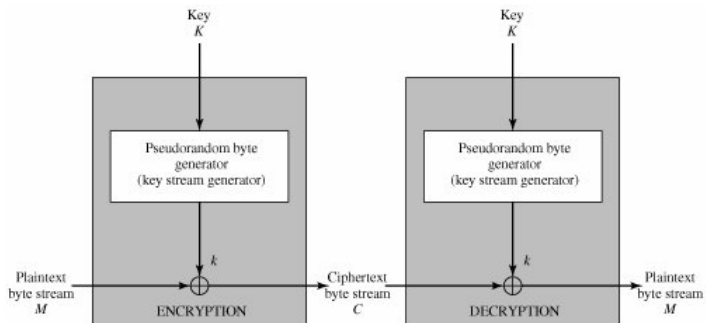 Key
K
Key
K
Pseudorandom byte
generator
(key stream generator)
Pseudorandom byte
generator
(key stream generator)
k
k
Plaintext
byte stream
M
Ciphertext
byte stream
C
Plaintext
byte stream
M
ENCRYPTION
DECRYPTION